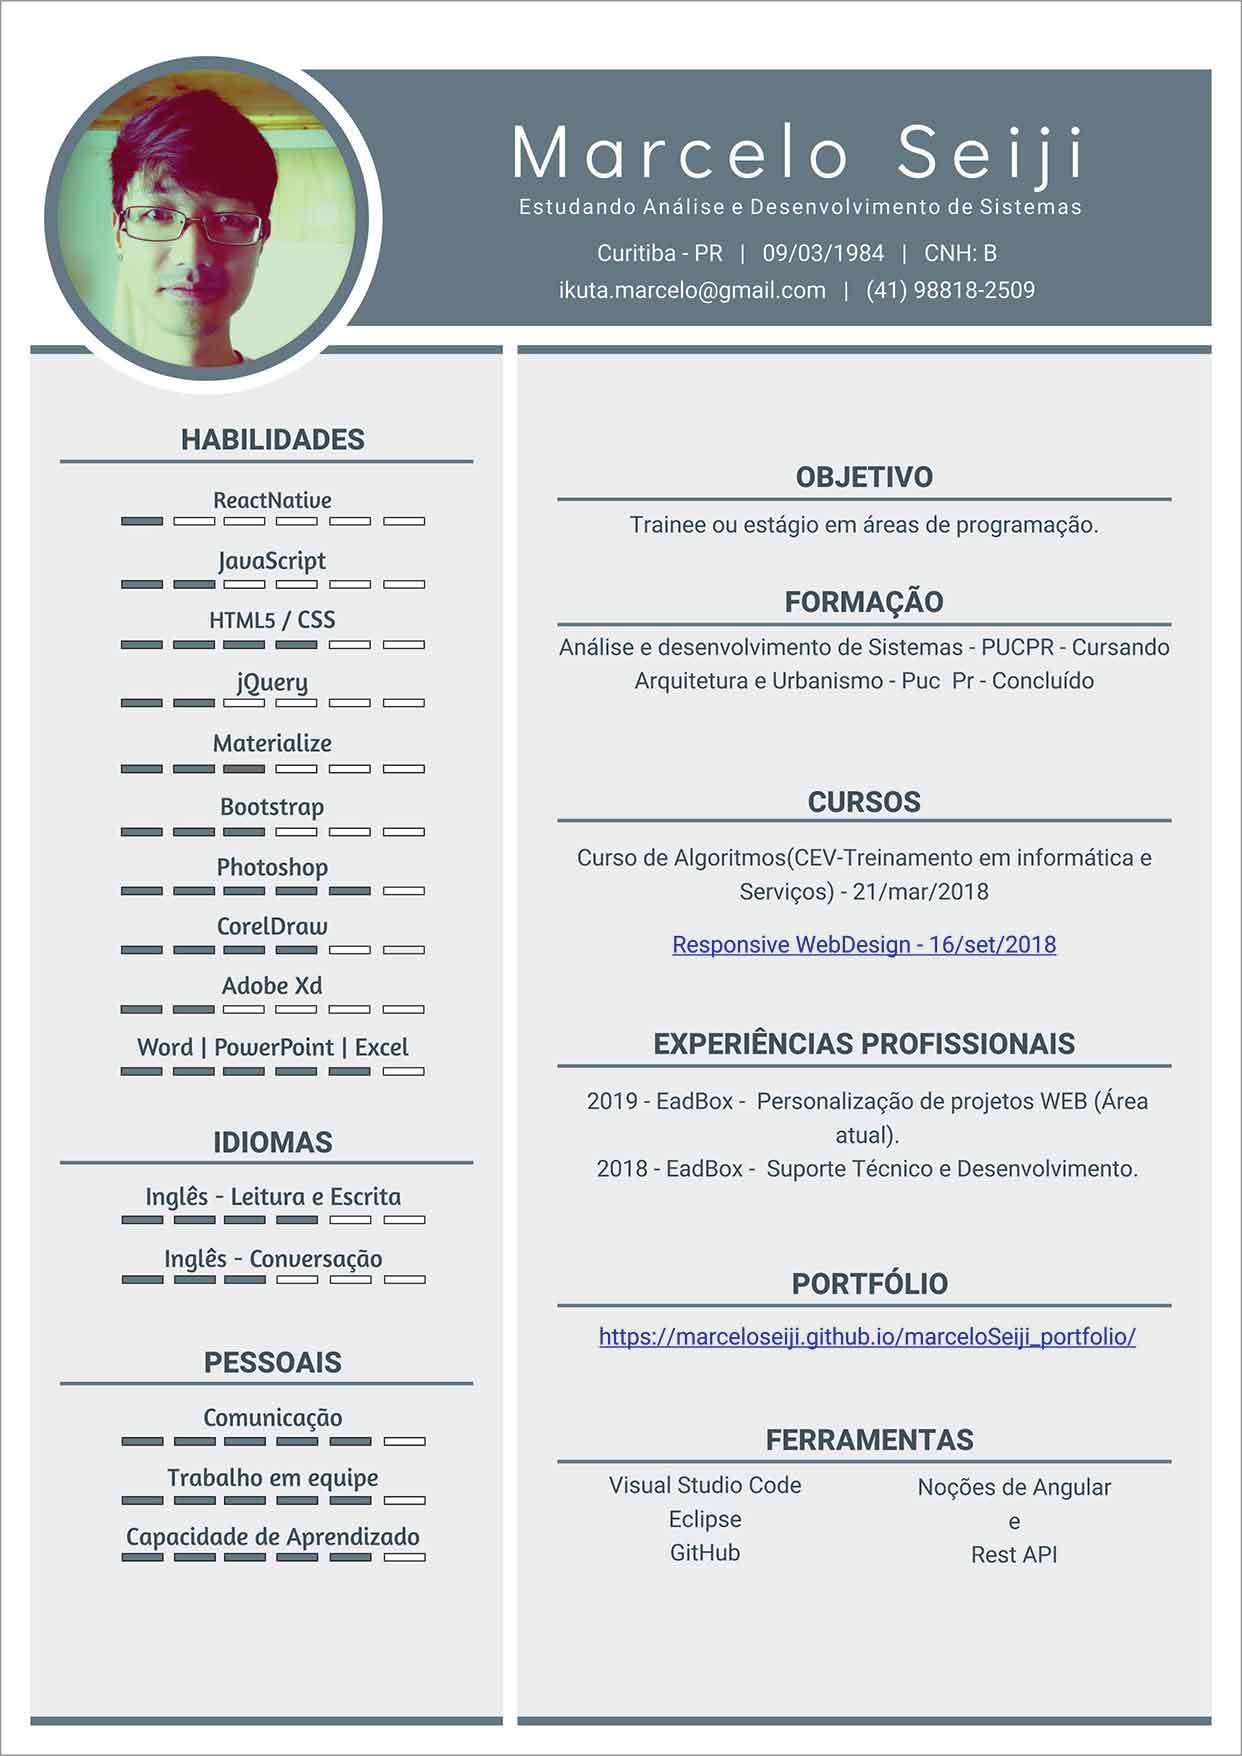 Marcelo Seiji
Estudando Análise e Desenvolvimento de Sistemas
Curitiba - PR | 09/03/1984 | CNH: B
ikuta.marcelo@gmail.com | (41) 98818-2509
HABILIDADES
ReactNative
JavaScript
HTML5 / CSS
jQuery
Materialize
Bootstrap
Photoshop
CorelDraw
Adobe Xd
Word | PowerPoint | Excel
IDIOMAS
Inglês - Leitura e Escrita
Inglês - Conversação
PESSOAIS
Comunicação
Trabalho em equipe
Capacidade de Aprendizado
OBJETIVO
Trainee ou estágio em áreas de programação.
FORMAÇÃO
Análise e desenvolvimento de Sistemas - PUCPR - Cursando
Arquitetura e Urbanismo - Puc Pr - Concluído
CURSOS
Curso de Algoritmos(CEV-Treinamento em informática e
Serviços) - 21/mar/2018
Responsive WebDesign - 16/set/2018
EXPERIÊNCIAS PROFISSIONAIS
2019 - EadBox - Personalização de projetos WEB (Área
atual).
2018 - EadBox - Suporte Técnico e Desenvolvimento.
PORTFÓLIO
https://marceloseiji.github.io/marceloSeiji_portfolio/
FERRAMENTAS
Visual Studio Code
Eclipse
GitHub
Noções de Angular
e
Rest API